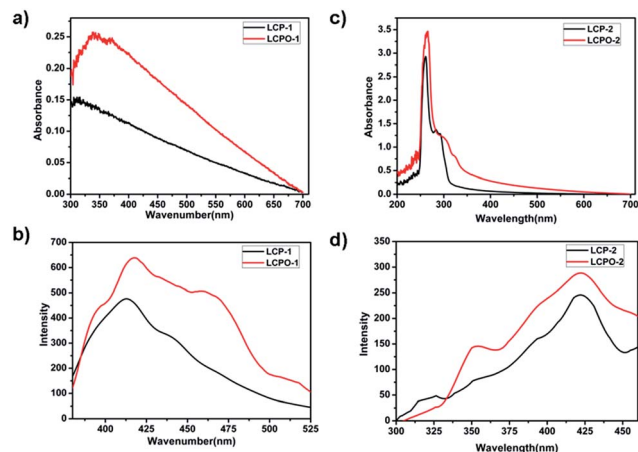 a)
LCP-1
LCPO-1
0.25
0.20
0.15
0.10
0.05
0.00
Absorbance
300 350 400 450 500 550 600 650 700
Wavenumber(nm)
c)
LCP-2
LCPO-2
3.5
3.0
2.5
2.0
1.5
1.0
0.5
0.0
Absorbance
200 300 400 500 600 700
Wavelength(nm)
b)
LCP-1
LCPO-1
700
600
500
400
300
200
100
0
Intensity
400 425 450 475 500 525
Wavenumber(nm)
d)
LCP-2
LCPO-2
350
300
250
200
150
100
50
0
Intensity
300 325 350 375 400 425 450
Wavelength(nm)